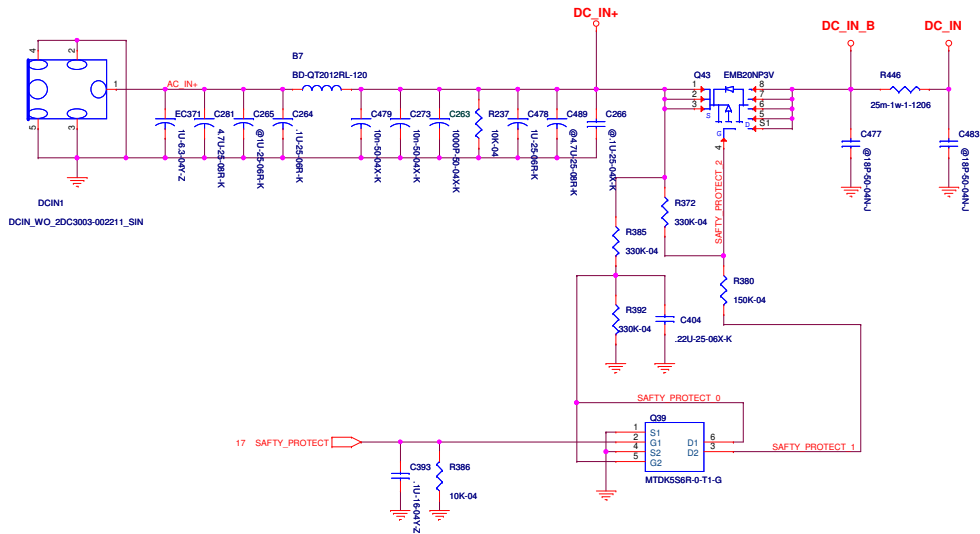 DC_IN+
DC_IN_B
DC_IN
B7
BD-QT2012RL-120
4
2
1
5
3
AC_IN+
DCIN1
DCIN_WO_2DC3003-002211_SIN
EC371
.1U-6.3-04Y-Z
C281
4.7U-25-08R-K
C265
@1U-25-06R-K
C264
.1U-25-06R-K
C479
10n-50-04X-K
C273
10n-50-04X-K
C263
1000P-50-04X-K
R237
10K-04
C478
1U-25-06R-K
C489
@4.7U-25-08R-K
C266
@.1U-25-04X-K
Q43
EMB20NP3V
1
2
3
S
G
4
D
8
7
6
5
S1
R446
25m-1w-1-1206
C477
@18P-50-04N-J
C483
@18P-50-04N-J
SAFTY_PROTECT_2
R372
330K-04
R385
330K-04
R380
150K-04
R392
330K-04
C404
.22U-25-06X-K
SAFTY_PROTECT_0
SAFTY_PROTECT_1
Q39
1
2
4
5
S1
G1
S2
G2
D1
D2
6
3
MTDK5S6R-0-T1-G
17 SAFTY_PROTECT
C393
.1U-16-04Y-Z
R386
10K-04